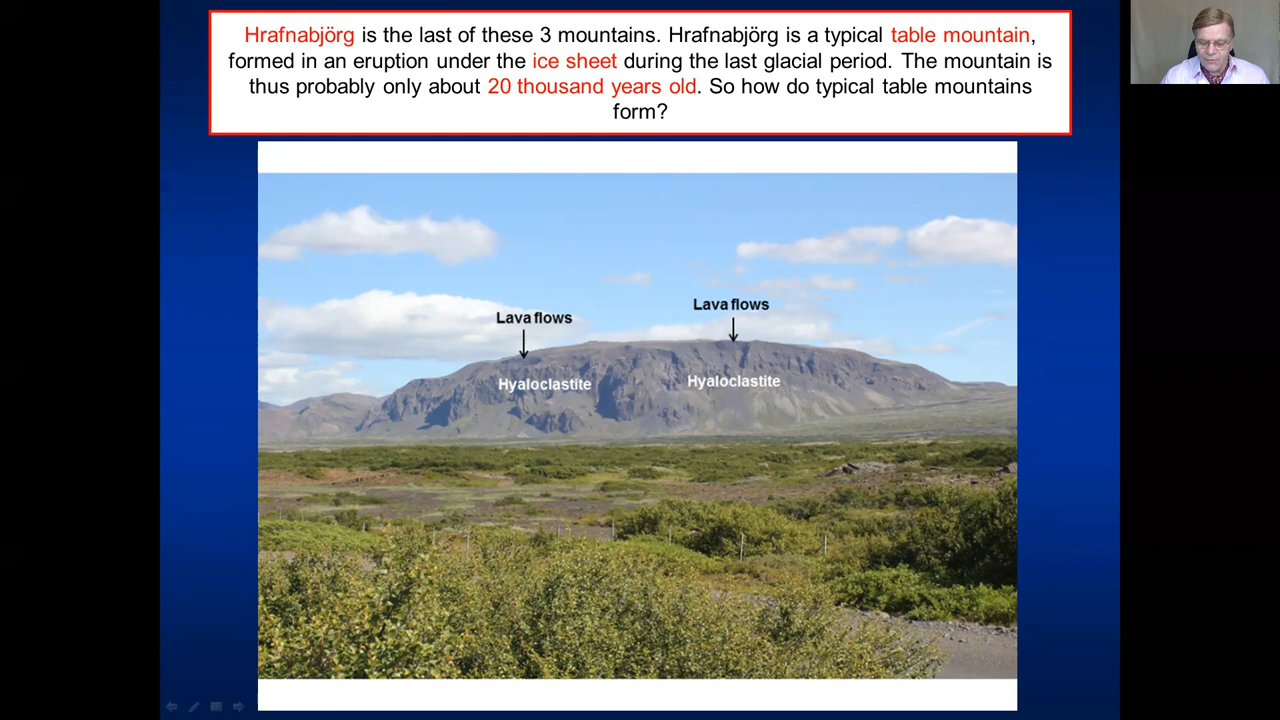 Hrafnabjörg is the last of these 3 mountains. Hrafnabjörg is a typical table mountain,
formed in an eruption under the ice sheet during the last glacial period. The mountain is
thus probably only about 20 thousand years old. So how do typical table mountains
form?
Lava flows
Lava flows
Hyaloclastite
Hyaloclastite